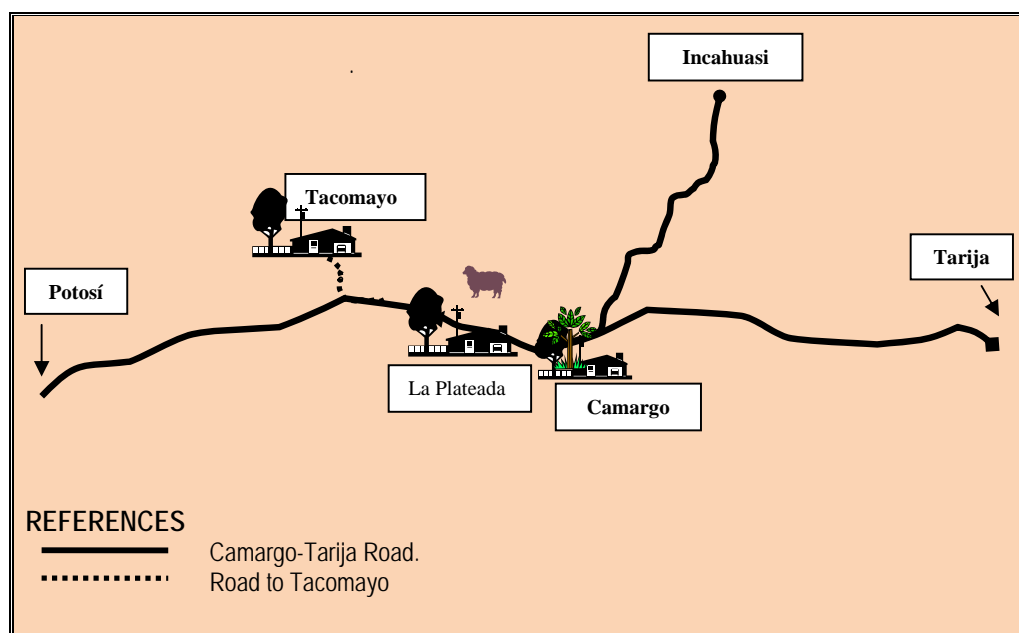 Incahuasi
Tacomayo
Tarija
Potosí
La Plateada
Camargo
REFERENCES
Camargo-Tarija Road.
Road to Tacomayo